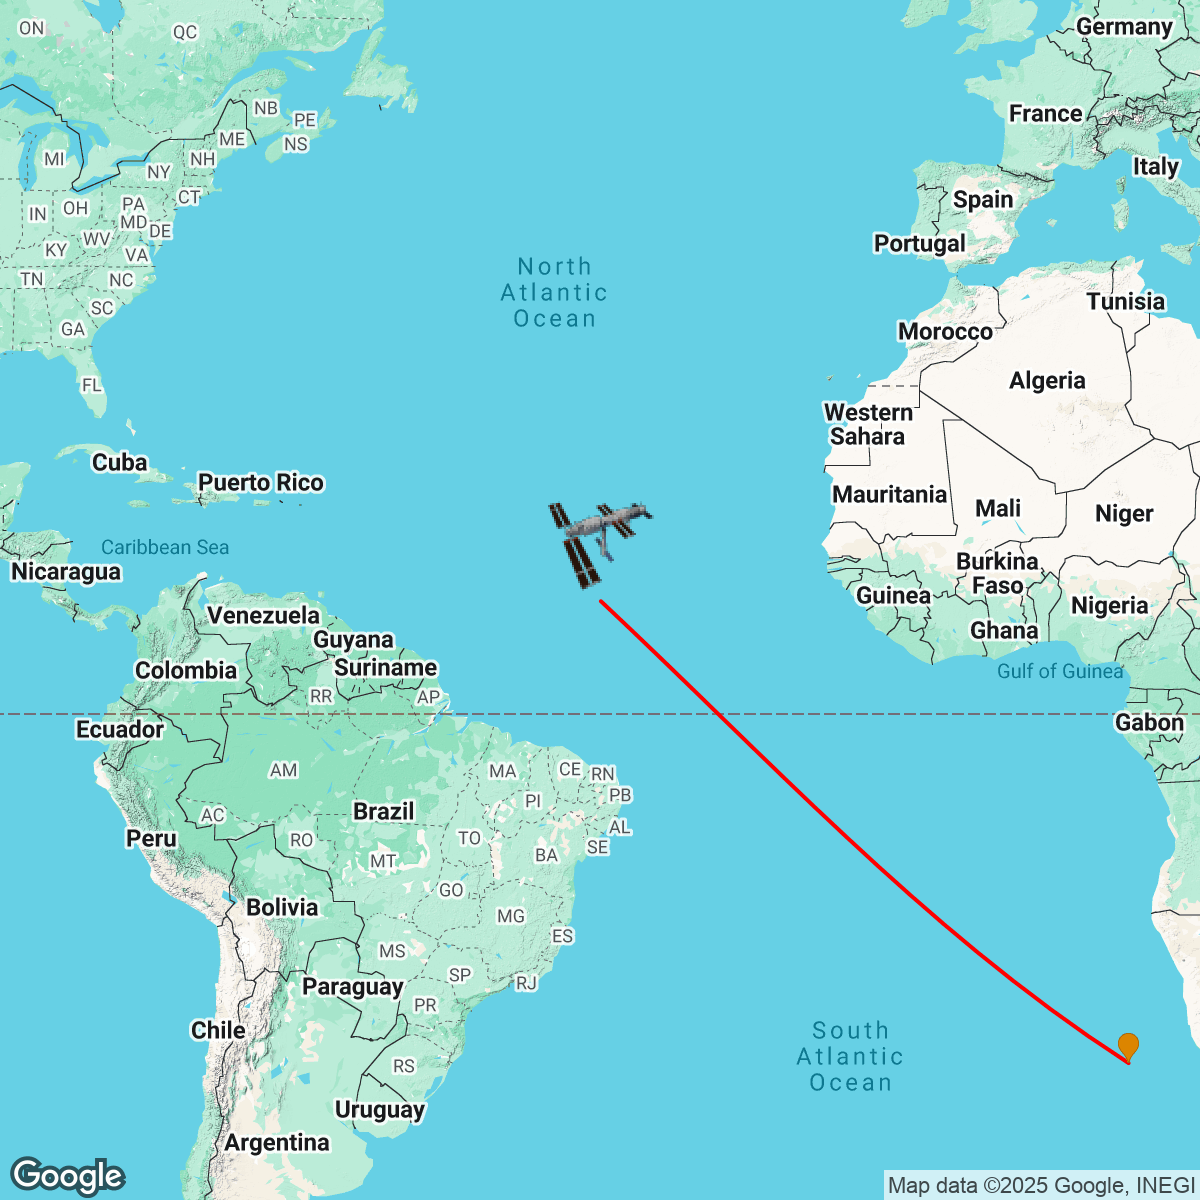 ON
QC
Germany
NB
PE
France
ME
NS
MI
NH
NY
Italy
CT
Spain
PA
IN
OH
MD
DE
WV
Portugal
KY
VA
North
Atlantic
Ocean
TN
NC
Tunisia
SC
GA
Morocco
Algeria
FL
Western
Sahara
Cuba
Puerto Rico
Mauritania
Mali
Niger
Caribbean Sea
Burkina
Faso
Nicaragua
Guinea
Nigeria
Venezuela
Ghana
Guyana
Suriname
Colombia
Gulf of Guinea
RR
AP
Ecuador
Gabon
AM
MA
CE
RN
PI
PB
AC
Brazil
AL
Peru
RO
TO
SE
MT
BA
GO
Bolivia
MG
ES
MS
SP
RJ
Paraguay
PR
Chile
South
Atlantic
Ocean
RS
Uruguay
Argentina
Google
Map data ©2025 Google, INEGI